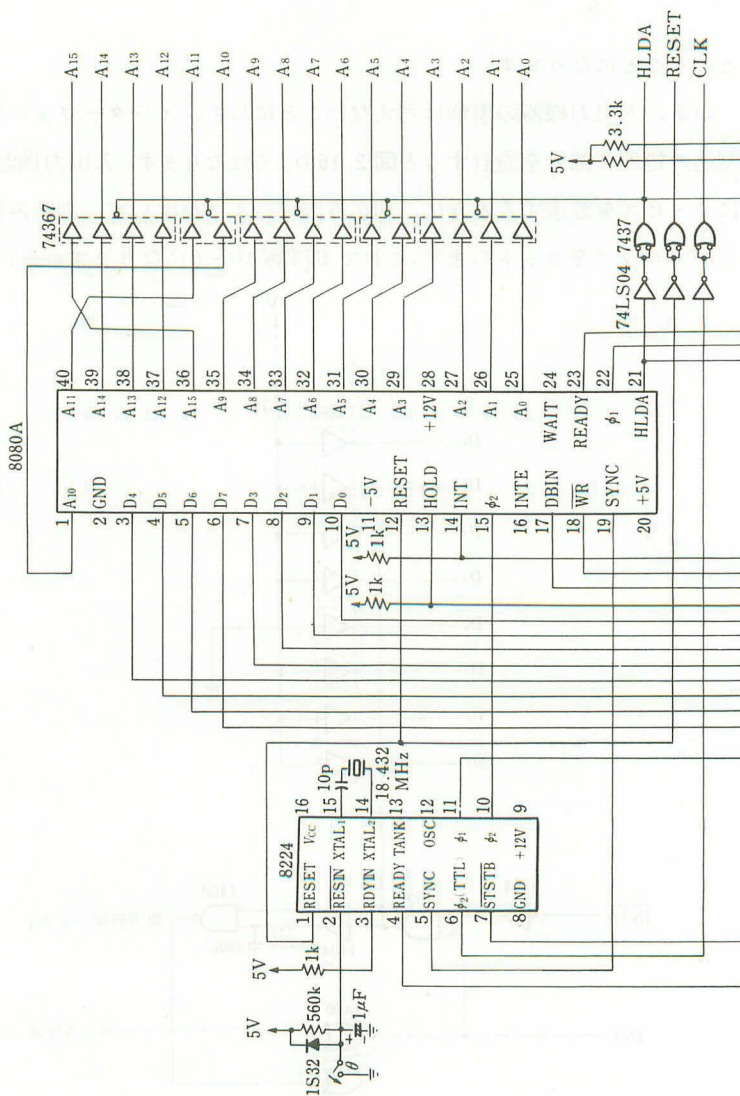 A15
A14
A13
A12
A11
A10
A9
A8
A7
A6
A5
A4
A3
A2
A1
A0
HLDA
RESET
CLK
74367
5V
3.3k
7437
74LS04
8080A
1 A10
2 GND
3 D4
4 D5
5 D6
6 D7
7 D3
8 D2
9 D1
10 D0
11 −5V
12 RESET
13 HOLD
14 INT
15 φ2
16 INTE
17 DBIN
18 WR
19 SYNC
20 +5V
40 A11
39 A14
38 A13
37 A12
36 A15
35 A9
34 A8
33 A7
32 A6
31 A5
30 A4
29 A3
28 +12V
27 A2
26 A1
25 A0
24 WAIT
23 READY
22 φ1
21 HLDA
5V
1k
5V
1k
8224
1 RESET
2 RESIN
3 RDYIN
4 READY
5 SYNC
6 φ2(TTL)
7 STSTB
8 GND
16 Vcc
15 XTAL1
14 XTAL2
13 TANK
12 OSC
11 φ1
10 φ2
9 +12V
10p
18.432
MHz
5V
1k
5V
560k
1S32
+
−
1μF
θ